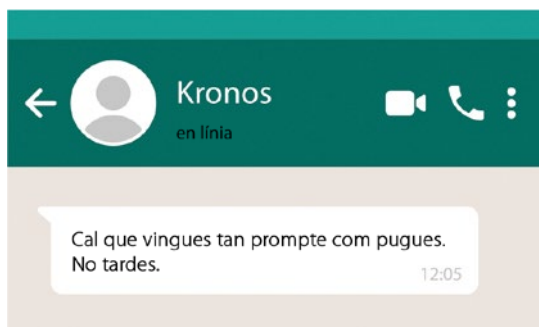 Kronos
en línia
Cal que vingues tan prompte com pugues.
No tardes.
12:05